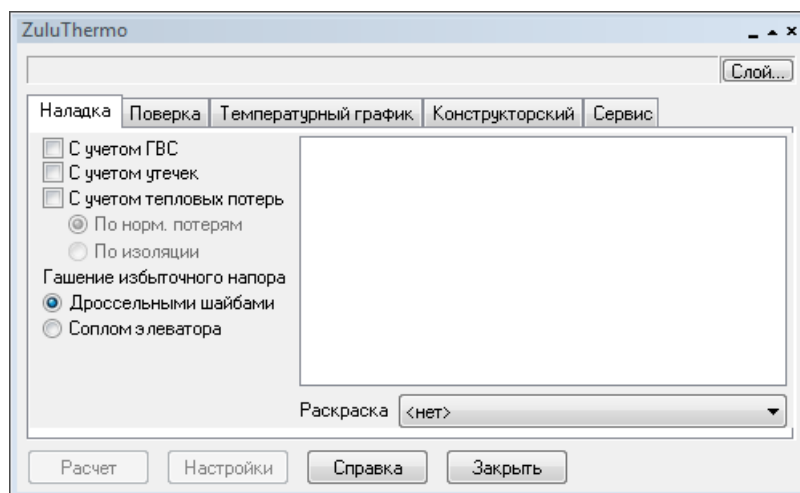 ZuluThermo
Слой...
Наладка Поверка Температурный график Конструкторский Сервис
С учетом ГВС
С учетом утечек
С учетом тепловых потерь
По норм. потерям
По изоляции
Гашение избыточного напора
Дроссельными шайбами
Соплом элеватора
Раскраска <нет>
Расчет Настройки Справка Закрыть